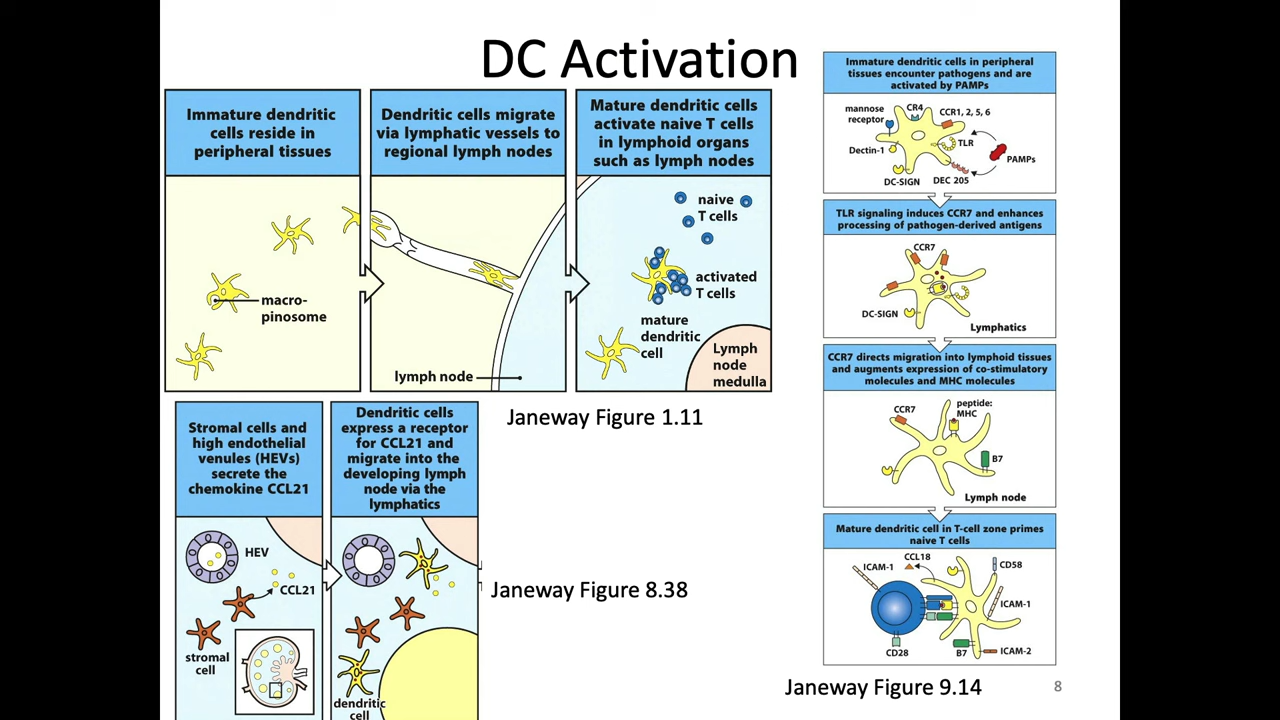 DC Activation
Immature dendritic
cells reside in
peripheral tissues
macro-
pinosome
Dendritic cells migrate
via lymphatic vessels to
regional lymph nodes
lymph node
Mature dendritic cells
activate naive T cells
in lymphoid organs
such as lymph nodes
naive
T cells
activated
T cells
mature
dendritic
cell
Lymph
node
medulla
Janeway Figure 1.11
Stromal cells and
high endothelial
venules (HEVs)
secrete the
chemokine CCL21
HEV
CCL21
stromal
cell
Dendritic cells
express a receptor
for CCL21 and
migrate into the
developing lymph
node via the
lymphatics
dendritic
cell
Janeway Figure 8.38
Immature dendritic cells in peripheral
tissues encounter pathogens and are
activated by PAMPs
mannose
receptor
CR4
CCR1, 2, 5, 6
Dectin-1
TLR
PAMPs
DC-SIGN
DEC 205
TLR signaling induces CCR7 and enhances
processing of pathogen-derived antigens
CCR7
DC-SIGN
Lymphatics
CCR7 directs migration into lymphoid tissues
and augments expression of co-stimulatory
molecules and MHC molecules
CCR7
peptide:
MHC
B7
Lymph node
Mature dendritic cell in T-cell zone primes
naive T cells
ICAM-1
CCL18
CD58
ICAM-1
CD28
B7
ICAM-2
Janeway Figure 9.14
8